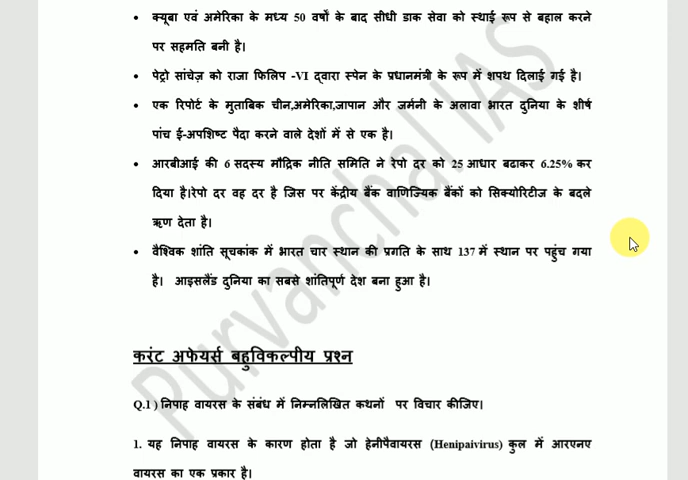 • क्यूबा एवं अमेरिका के मध्य 50 वर्षों के बाद सीधी डाक सेवा को स्थाई रूप से बहाल करने
पर सहमति बनी है।
• पेट्रो सांचेज़ को राजा फिलिप -VI द्वारा स्पेन के प्रधानमंत्री के रूप में शपथ दिलाई गई है।
• एक रिपोर्ट के मुताबिक चीन,अमेरिका,जापान और जर्मनी के अलावा भारत दुनिया के शीर्ष
पांच ई-अपशिष्ट पैदा करने वाले देशों में से एक है।
• आरबीआई की 6 सदस्य मौद्रिक नीति समिति ने रेपो दर को 25 आधार बढाकर 6.25% कर
दिया है।रेपो दर वह दर है जिस पर केंद्रीय बैंक वाणिज्यिक बैंकों को सिक्योरिटीज के बदले
ऋण देता है।
• वैश्विक शांति सूचकांक में भारत चार स्थान की प्रगति के साथ 137 में स्थान पर पहुंच गया
है। आइसलैंड दुनिया का सबसे शांतिपूर्ण देश बना हुआ है।
Purvanchal IAS
करंट अफेयर्स बहुविकल्पीय प्रश्न
Q.1 ) निपाह वायरस के संबंध में निम्नलिखित कथनों पर विचार कीजिए।
1. यह निपाह वायरस के कारण होता है जो हेनीपैवायरस (Henipaivirus) कुल में आरएनए
वायरस का एक प्रकार है।